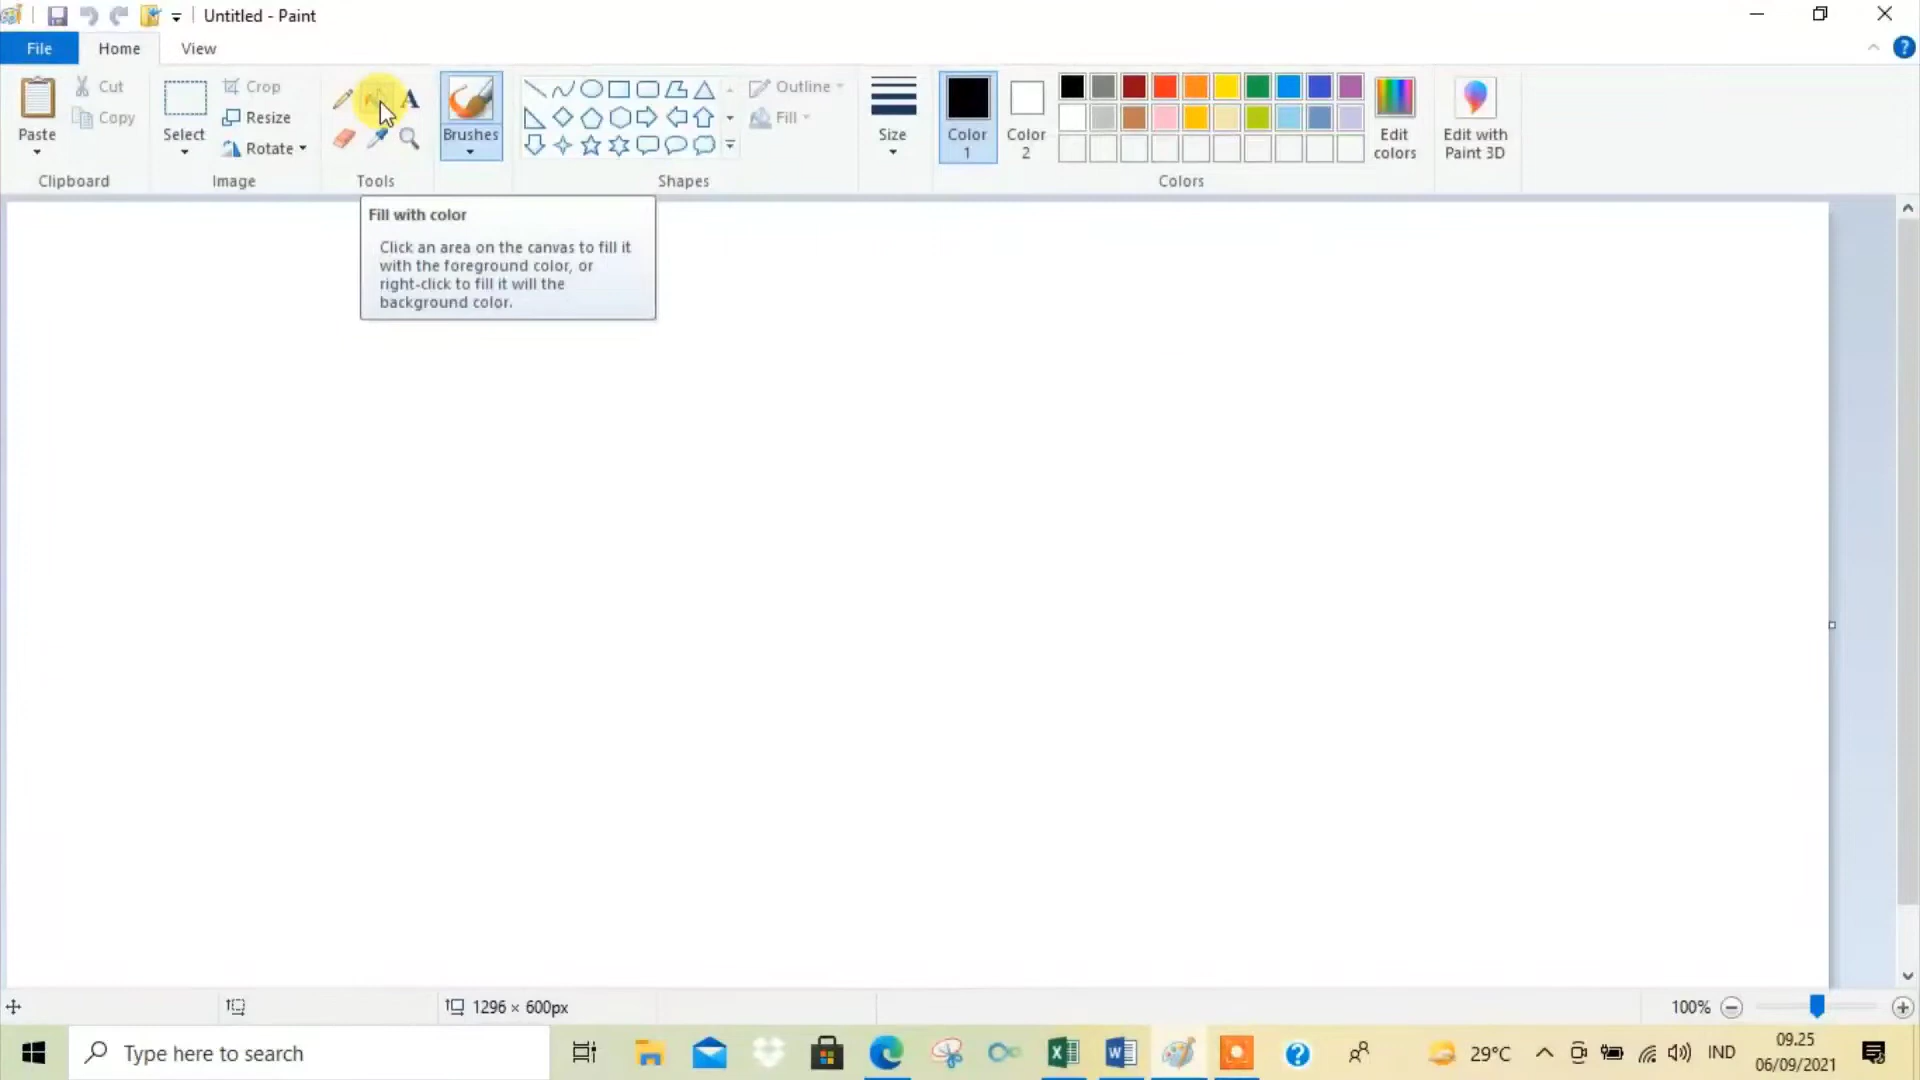 Untitled - Paint
File Home View
Paste
Cut
Copy
Clipboard
Select
Crop
Resize
Rotate
Image
A
Tools
Brushes
Shapes
Outline
Fill
Size
Color 1
Color 2
Colors
Edit colors
Edit with Paint 3D
Fill with color
Click an area on the canvas to fill it
with the foreground color, or
right-click to fill it will the
background color.
1296 × 600px
100%
Type here to search
29°C
IND
09.25
06/09/2021